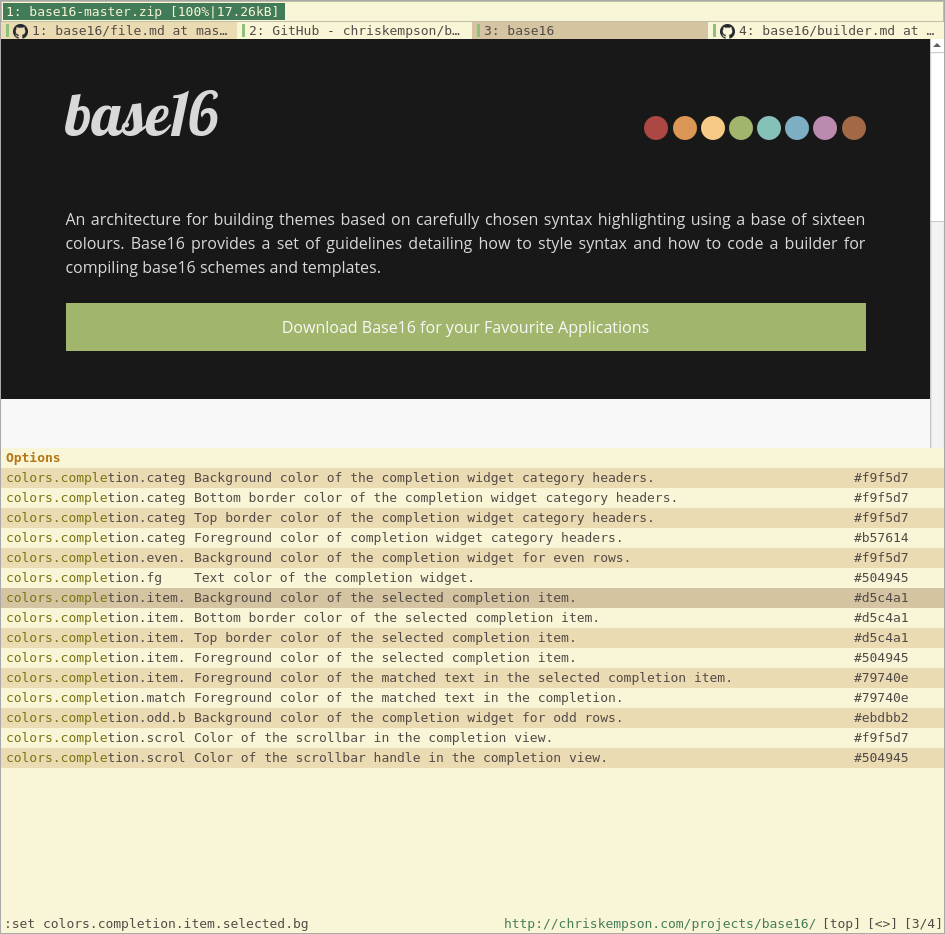 1: base16-master.zip [100%|17.26kB]
1: base16/file.md at mas… 2: GitHub - chriskempson/b… 3: base16 4: base16/builder.md at …
base16
An architecture for building themes based on carefully chosen syntax highlighting using a base of sixteen
colours. Base16 provides a set of guidelines detailing how to style syntax and how to code a builder for
compiling base16 schemes and templates.
Download Base16 for your Favourite Applications
Options
colors.completion.categ Background color of the completion widget category headers. #f9f5d7
colors.completion.categ Bottom border color of the completion widget category headers. #f9f5d7
colors.completion.categ Top border color of the completion widget category headers. #f9f5d7
colors.completion.categ Foreground color of completion widget category headers. #b57614
colors.completion.even. Background color of the completion widget for even rows. #f9f5d7
colors.completion.fg Text color of the completion widget. #504945
colors.completion.item. Background color of the selected completion item. #d5c4a1
colors.completion.item. Bottom border color of the selected completion item. #d5c4a1
colors.completion.item. Top border color of the selected completion item. #d5c4a1
colors.completion.item. Foreground color of the selected completion item. #504945
colors.completion.item. Foreground color of the matched text in the selected completion item. #79740e
colors.completion.match Foreground color of the matched text in the completion. #79740e
colors.completion.odd.b Background color of the completion widget for odd rows. #ebdbb2
colors.completion.scrol Color of the scrollbar in the completion view. #f9f5d7
colors.completion.scrol Color of the scrollbar handle in the completion view. #504945
:set colors.completion.item.selected.bg http://chriskempson.com/projects/base16/ [top] [<>] [3/4]